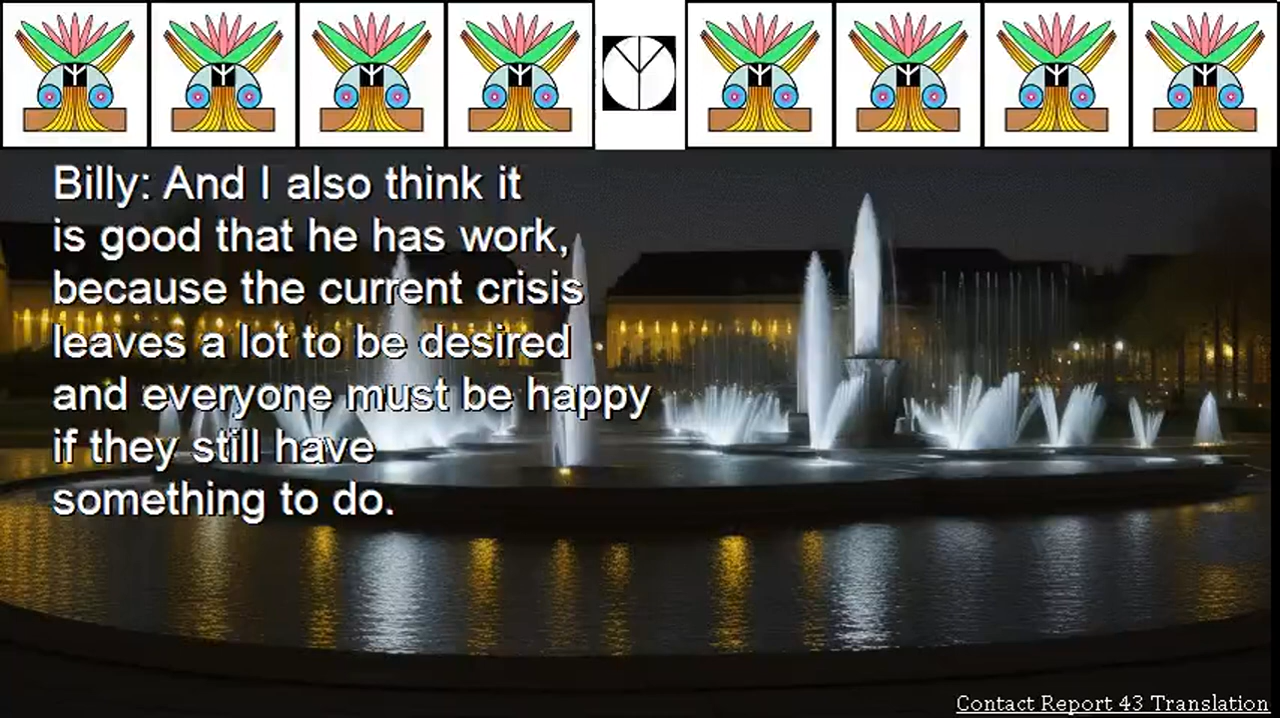 Billy: And I also think it
is good that he has work,
because the current crisis
leaves a lot to be desired
and everyone must be happy
if they still have
something to do.
Contact Report 43 Translation